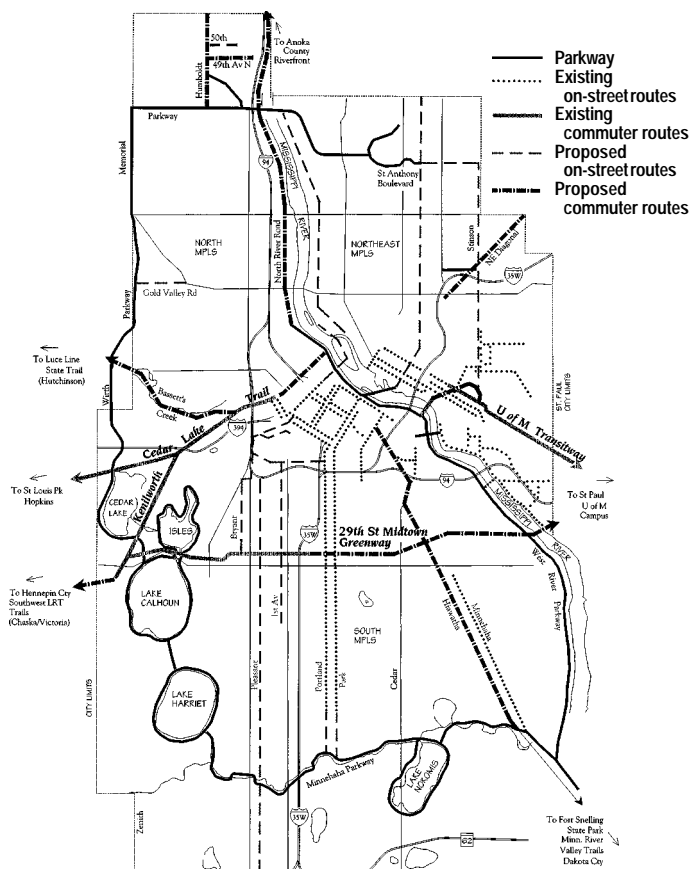 To Anoka
County
Riverfront
50th
49th Av N
Humboldt
Parkway
Memorial
94
MISSISSIPPI
RIVER
St Anthony
Boulevard
Parkway
Existing
on-street routes
Existing
commuter routes
Proposed
on-street routes
Proposed
commuter routes
NORTH
MPLS
North River Road
NORTHEAST
MPLS
Stinson
NE Diagonal
35W
Gold Valley Rd
Parkway
To Luce Line
State Trail
(Hutchinson)
Wirth
Bassett's
Creek
Cedar Lake Trail
394
ST. PAUL
CITY LIMITS
U of M Transitway
To St Louis Pk
Hopkins
Kenilworth
CEDAR
LAKE
ISLES
Bryant
35W
94
MISSISSIPPI
RIVER
To St Paul
U of M
Campus
29th St Midtown
Greenway
To Hennepin Cty
Southwest LRT
Trails
(Chaska/Victoria)
LAKE
CALHOUN
1st Av
SOUTH
MPLS
Hiawatha
Minnehaha
West
River
Parkway
CITY LIMITS
LAKE
HARRIET
Pleasant
Portland
Park
Cedar
Minnehaha Parkway
LAKE
NOKOMIS
Zenith
35W
62
To Fort Snelling
State Park
Minn. River
Valley Trails
Dakota Cty